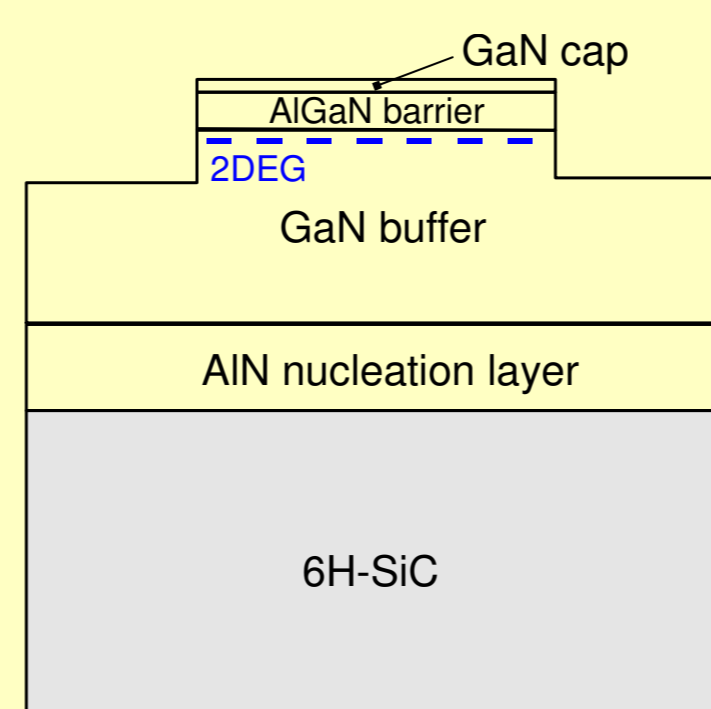 GaN cap
AlGaN barrier
2DEG
GaN buffer
AlN nucleation layer
6H-SiC